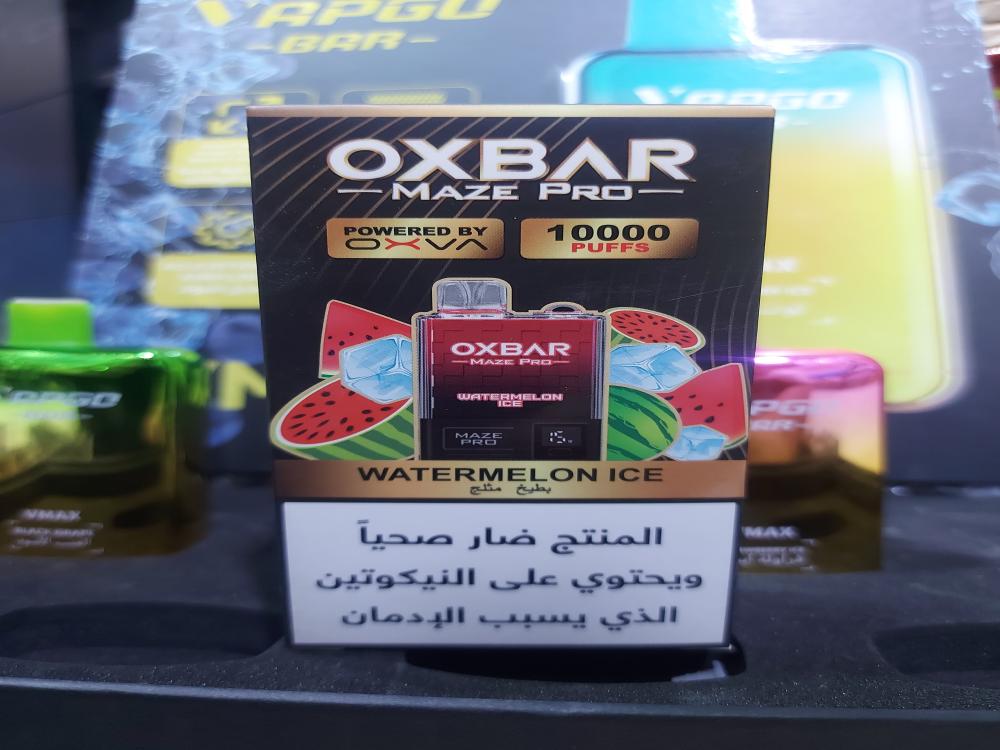 VAPGO
BAR
VAPGO
OXBAR
MAZE PRO
POWERED BY
OXVA
10000
PUFFS
OXBAR
MAZE PRO
WATERMELON
ICE
MAZE
PRO
WATERMELON ICE
بطيخ مثلج
المنتج ضار صحياً
ويحتوي على النيكوتين
الذي يسبب الإدمان